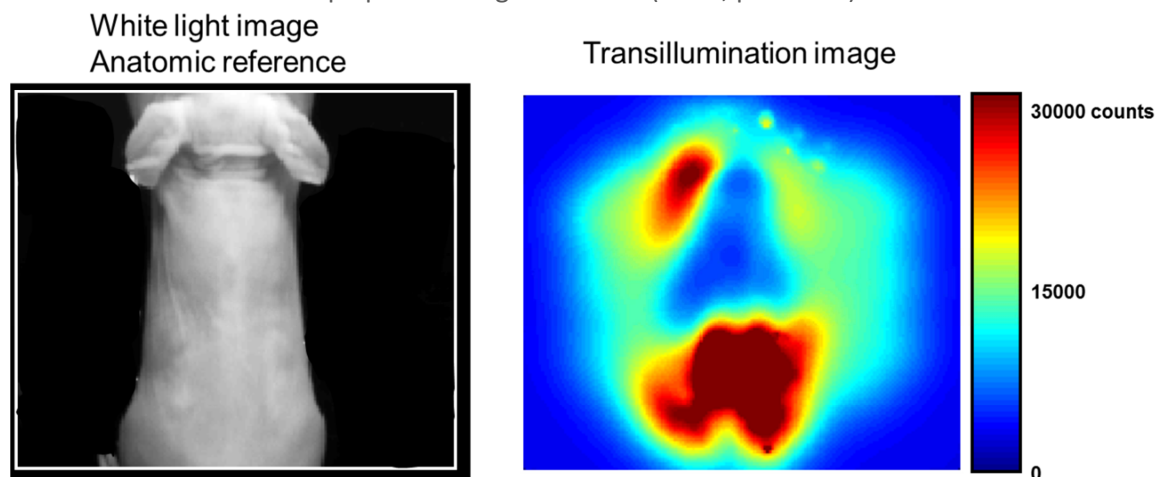 White light image
Anatomic reference
Transillumination image
30000 counts
15000
0